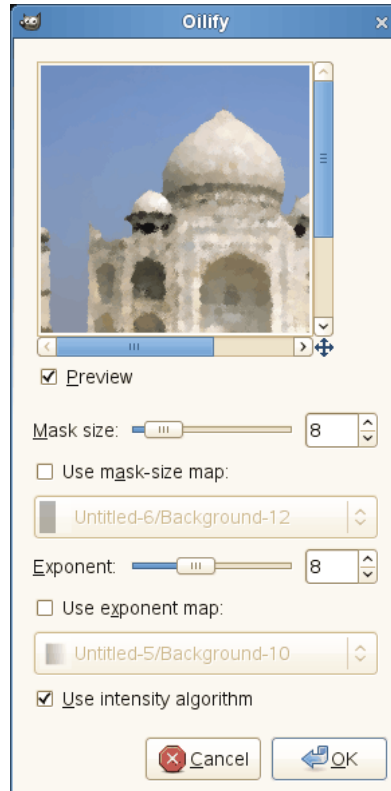 Oilify
Preview
Mask size: 8
Use mask-size map:
Untitled-6/Background-12
Exponent: 8
Use exponent map:
Untitled-5/Background-10
Use intensity algorithm
Cancel OK